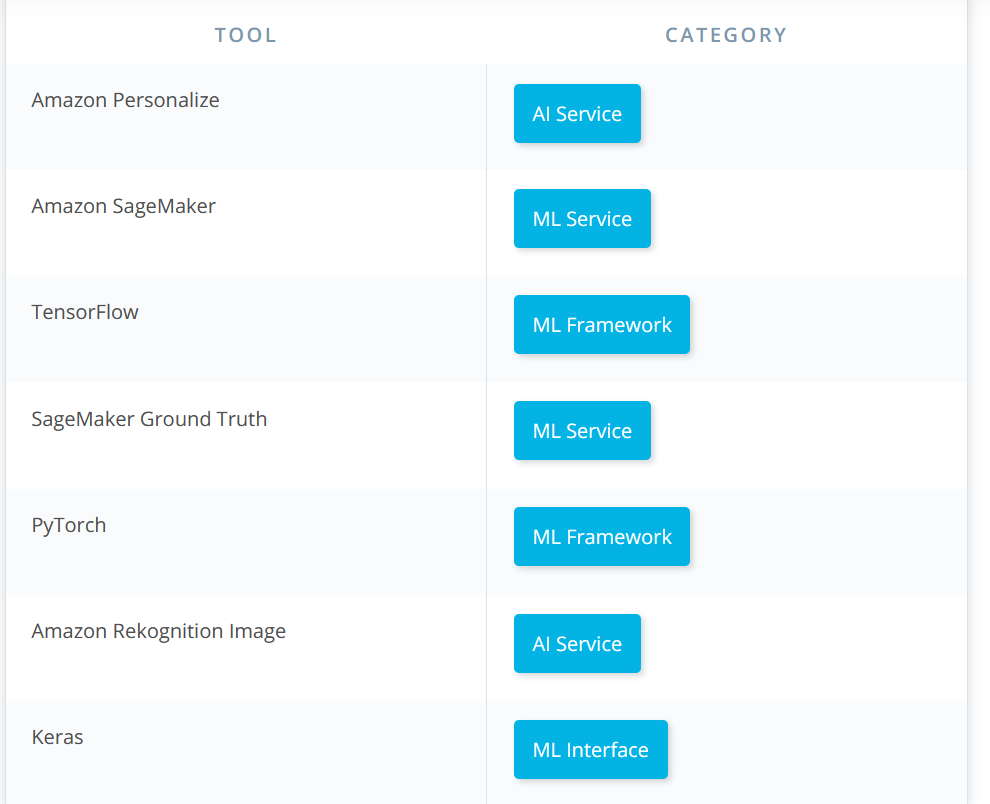 TOOL CATEGORY
Amazon Personalize AI Service
Amazon SageMaker ML Service
TensorFlow ML Framework
SageMaker Ground Truth ML Service
PyTorch ML Framework
Amazon Rekognition Image AI Service
Keras ML Interface